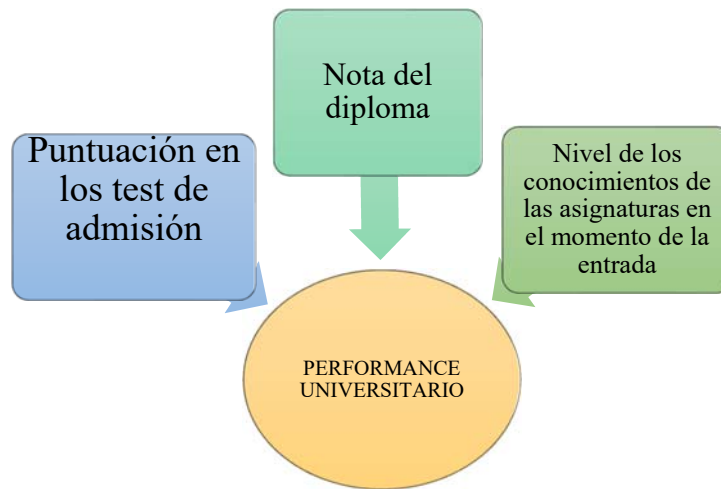 Nota del
diploma
Puntuación en
los test de
admisión
Nivel de los
conocimientos de
las asignaturas en
el momento de la
entrada
PERFORMANCE
UNIVERSITARIO